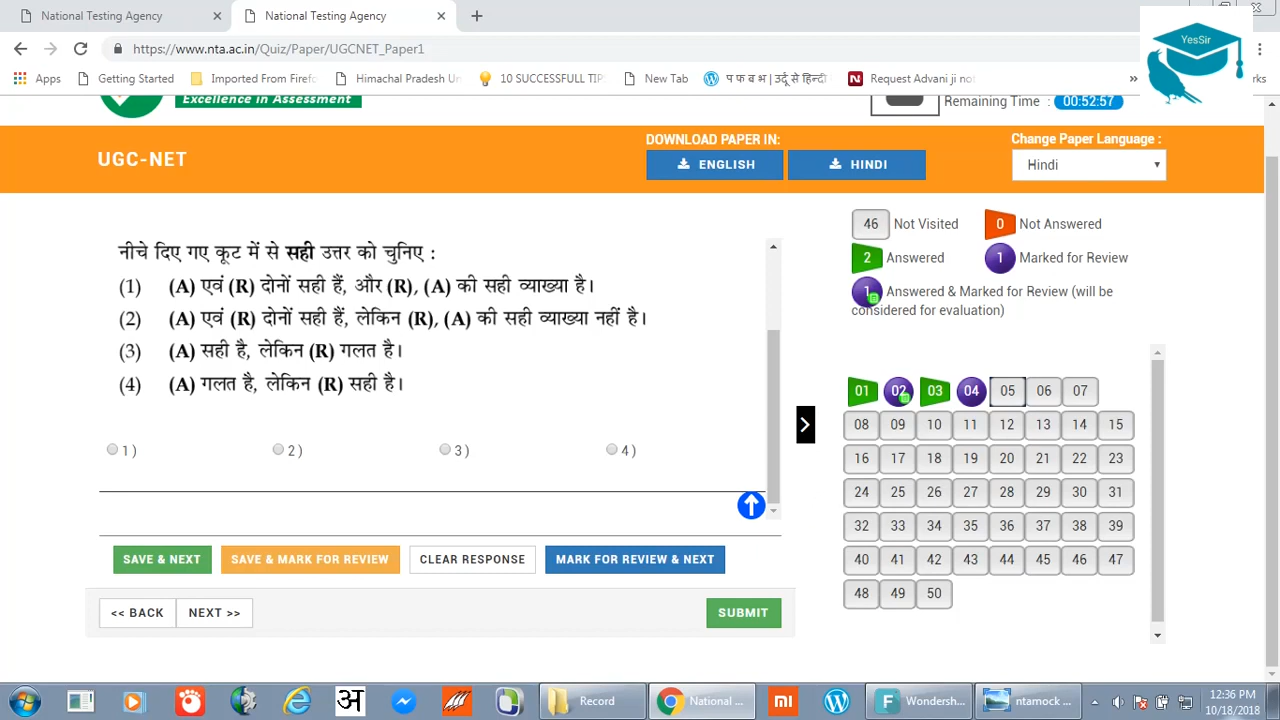 National Testing Agency
National Testing Agency
https://www.nta.ac.in/Quiz/Paper/UGCNET_Paper1
YesSir
Apps
Getting Started
Imported From Firefo
Himachal Pradesh Un
10 SUCCESSFULL TIP
New Tab
प फ ब भ | उर्दू से हिन्दी
Request Advani ji no
»
rks
Excellence in Assessment
Remaining Time : 00:52:57
UGC-NET
DOWNLOAD PAPER IN:
ENGLISH
HINDI
Change Paper Language :
Hindi
नीचे दिए गए कूट में से सही उत्तर को चुनिए :
(1) (A) एवं (R) दोनों सही हैं, और (R), (A) की सही व्याख्या है।
(2) (A) एवं (R) दोनों सही हैं, लेकिन (R), (A) की सही व्याख्या नहीं है।
(3) (A) सही है, लेकिन (R) गलत है।
(4) (A) गलत है, लेकिन (R) सही है।
1 ) 2 ) 3 ) 4 )
SAVE & NEXT
SAVE & MARK FOR REVIEW
CLEAR RESPONSE
MARK FOR REVIEW & NEXT
<< BACK
NEXT >>
SUBMIT
46 Not Visited
0 Not Answered
2 Answered
1 Marked for Review
1 Answered & Marked for Review (will be
considered for evaluation)
01 02 03 04 05 06 07
08 09 10 11 12 13 14 15
16 17 18 19 20 21 22 23
24 25 26 27 28 29 30 31
32 33 34 35 36 37 38 39
40 41 42 43 44 45 46 47
48 49 50
अ
Record
National ...
Wondersh...
ntamock ...
12:36 PM
10/18/2018